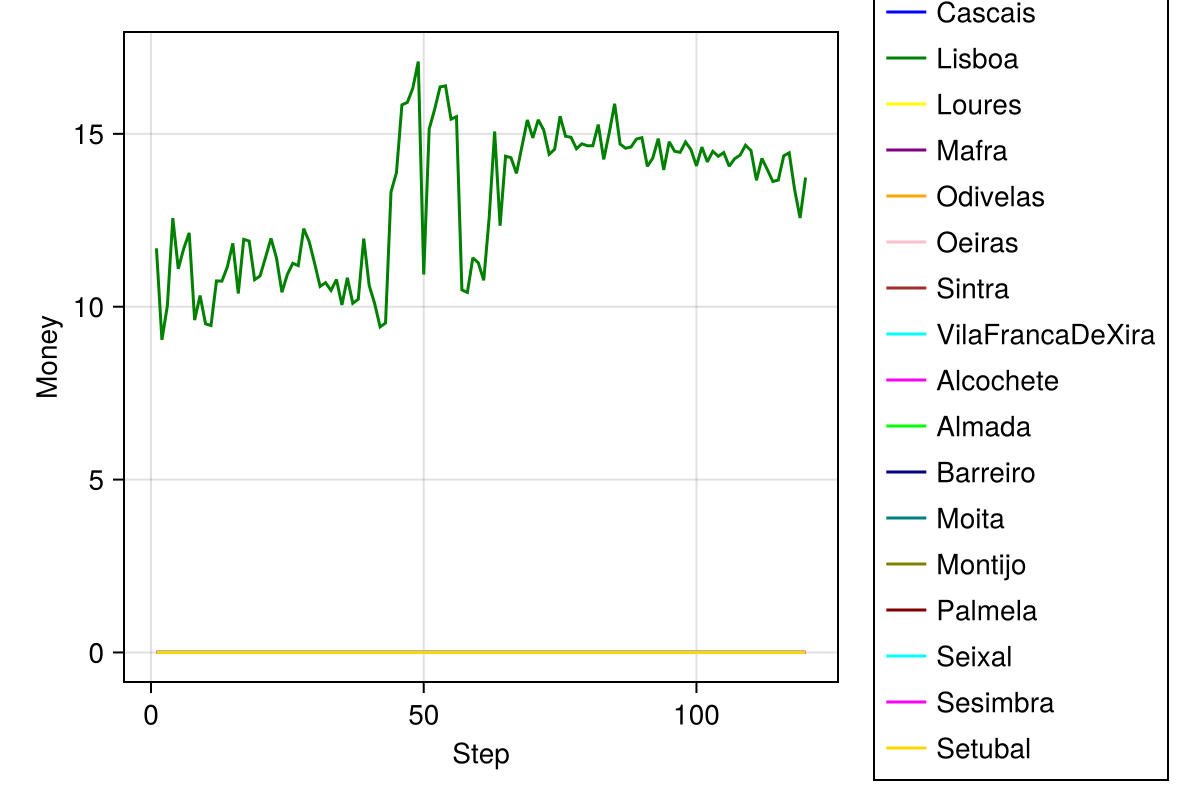 15
10
5
0
Money
0
50
100
Step
Cascais
Lisboa
Loures
Mafra
Odivelas
Oeiras
Sintra
VilaFrancaDeXira
Alcochete
Almada
Barreiro
Moita
Montijo
Palmela
Seixal
Sesimbra
Setubal